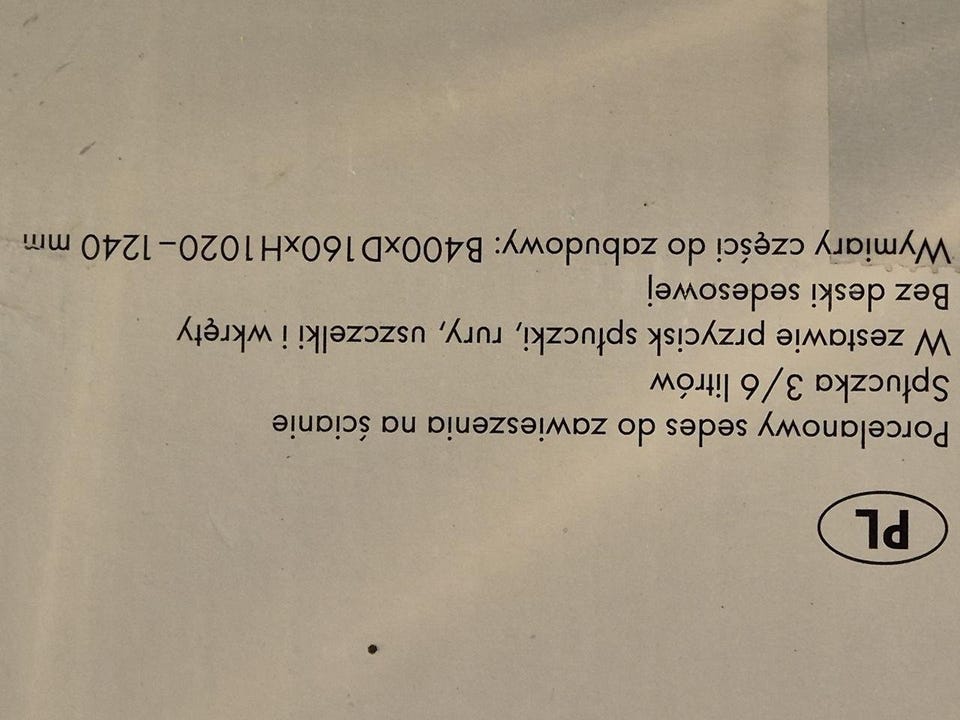 PL
Porcelanowy sedes do zawieszenia na ścianie
Spłuczka 3/6 litrów
W zestawie przycisk spłuczki, rury, uszczelki i wkręty
Bez deski sedesowej
Wymiary części do zabudowy: B400xD160xH1020–1240 mm